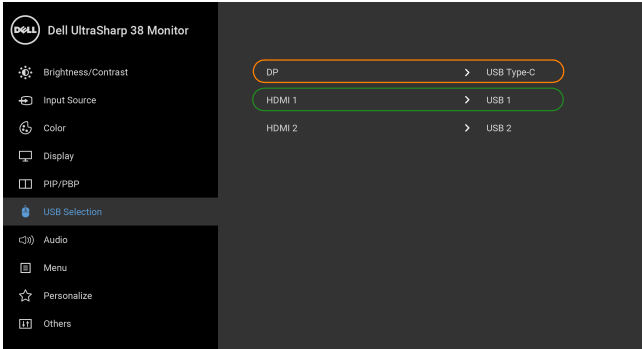 DELL
Dell UltraSharp 38 Monitor
Brightness/Contrast
Input Source
Color
Display
PIP/PBP
USB Selection
Audio
Menu
Personalize
Others
DP > USB Type-C
HDMI 1 > USB 1
HDMI 2 > USB 2